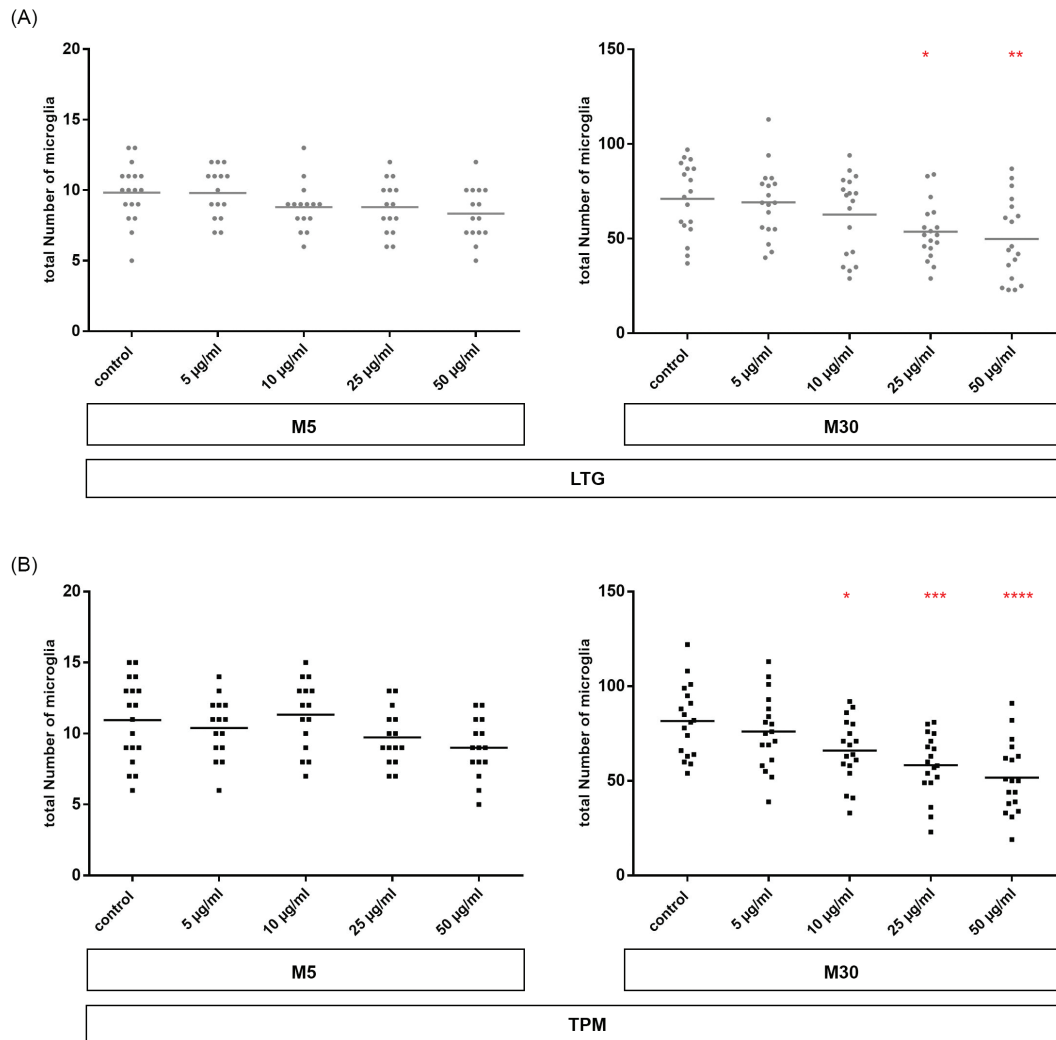 (A)
total Number of microglia
20
15
10
5
0
control
5 µg/ml
10 µg/ml
25 µg/ml
50 µg/ml
M5
total Number of microglia
150
100
50
0
*
**
control
5 µg/ml
10 µg/ml
25 µg/ml
50 µg/ml
M30
LTG
(B)
total Number of microglia
20
15
10
5
0
control
5 µg/ml
10 µg/ml
25 µg/ml
50 µg/ml
M5
total Number of microglia
150
100
50
0
*
***
****
control
5 µg/ml
10 µg/ml
25 µg/ml
50 µg/ml
M30
TPM